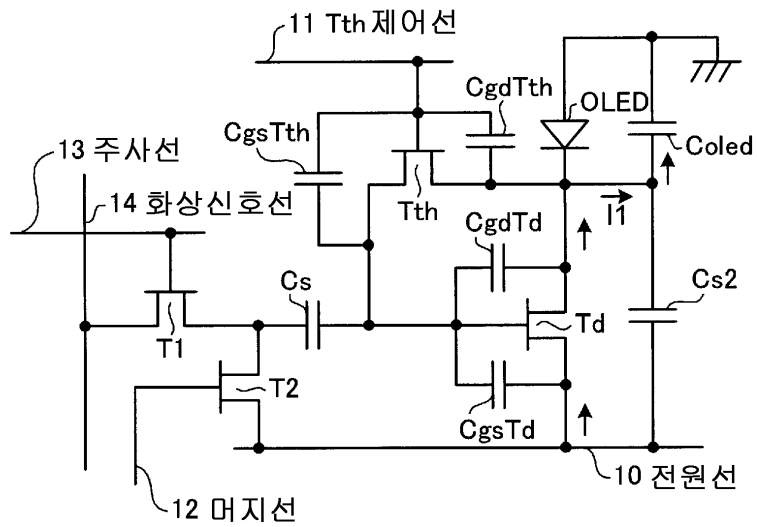 11 Tth 제어선
CgdTth
OLED
CgsTth
Coled
13 주사선
14 화상신호선
Tth
I1
CgdTd
Cs
Cs2
T1
Td
T2
CgsTd
10 전원선
12 머지선